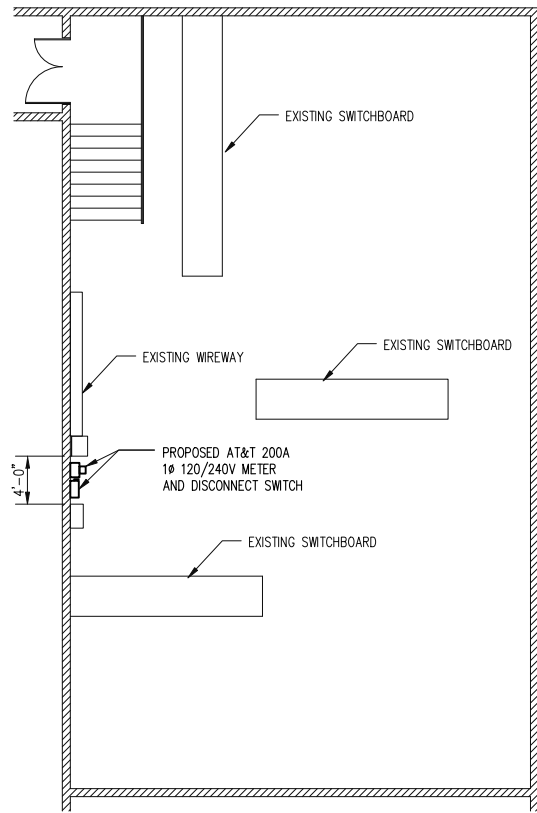 EXISTING SWITCHBOARD
EXISTING SWITCHBOARD
EXISTING WIREWAY
PROPOSED AT&T 200A
1ø 120/240V METER
AND DISCONNECT SWITCH
4'-0"
EXISTING SWITCHBOARD